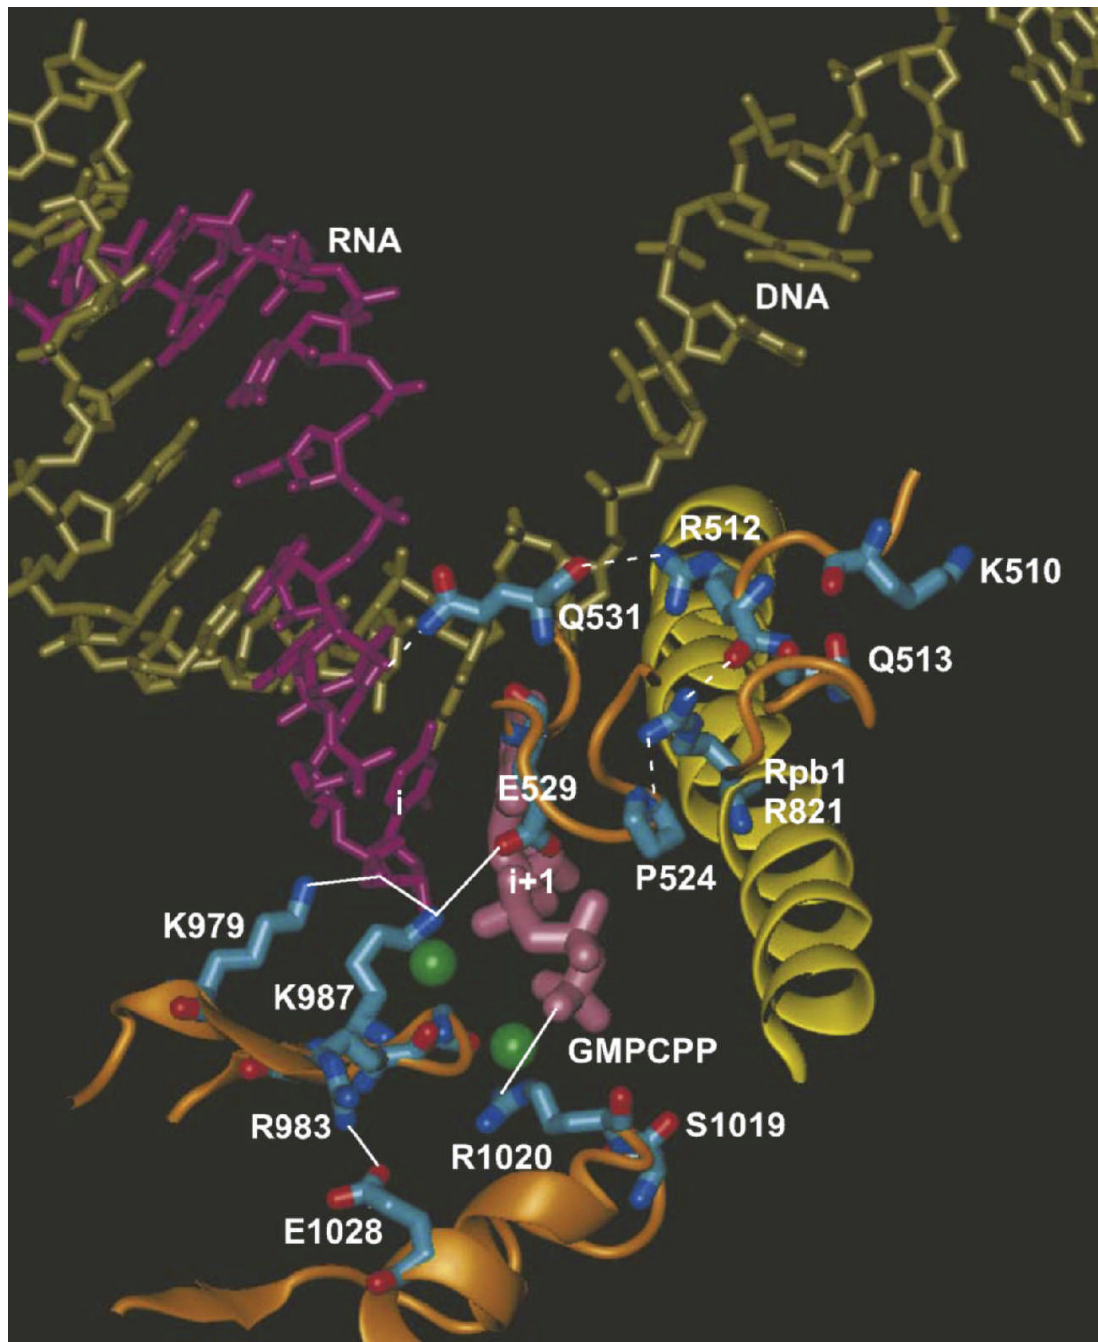 RNA
DNA
R512
K510
Q531
Q513
E529
Rpb1
R821
i
i+1
P524
K979
K987
GMPCPP
R983
R1020
S1019
E1028